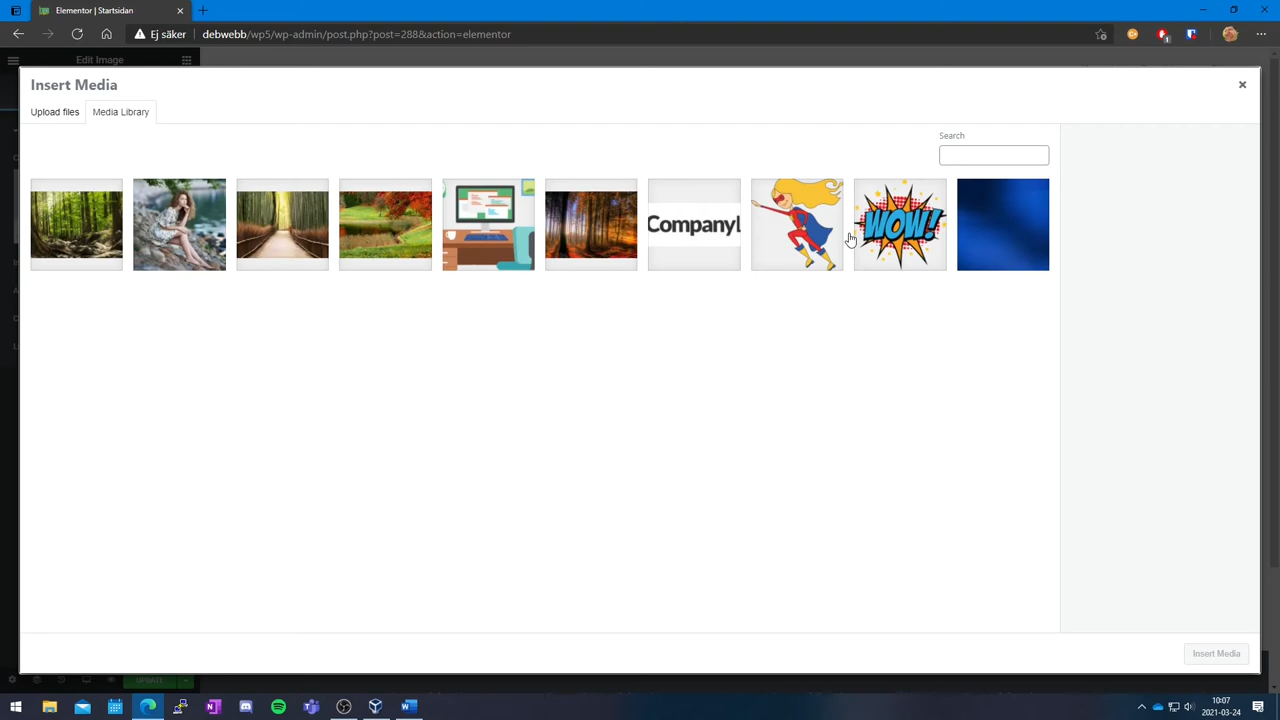 Elementor | Startsidan
Ej säker
debwebb/wp5/wp-admin/post.php?post=288&action=elementor
Edit Image
Insert Media
Upload files
Media Library
Search
Companyl
WOW!
Insert Media
UPDATE
10:07
2021-03-24